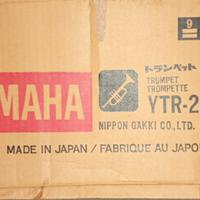 9
トランペット
TRUMPET
TROMPETTE
MAHA
YTR-2
NIPPON GAKKI CO., LTD.
MADE IN JAPAN / FABRIQUE AU JAPO